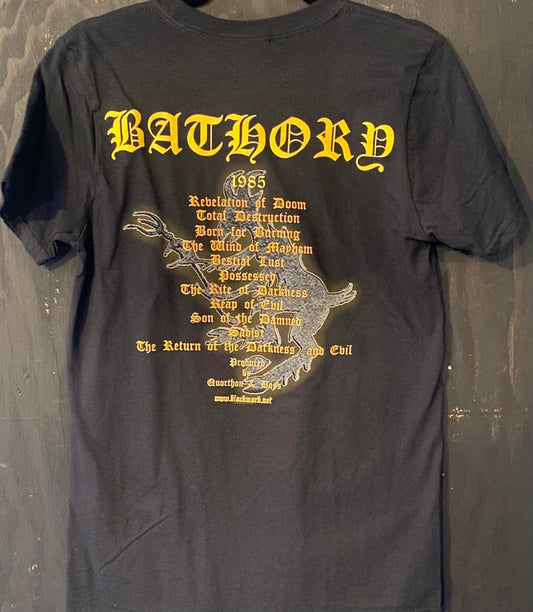 BATHORY
1985
Revelation of Doom
Total Destruction
Born for Burning
The Wind of Mayhem
Bestial Lust
Possessed
The Rite of Darkness
Reap of Evil
Son of the Damned
Sadist
The Return of the Darkness and Evil
Produced
by
Quorthon & Boss
www.blackmark.net